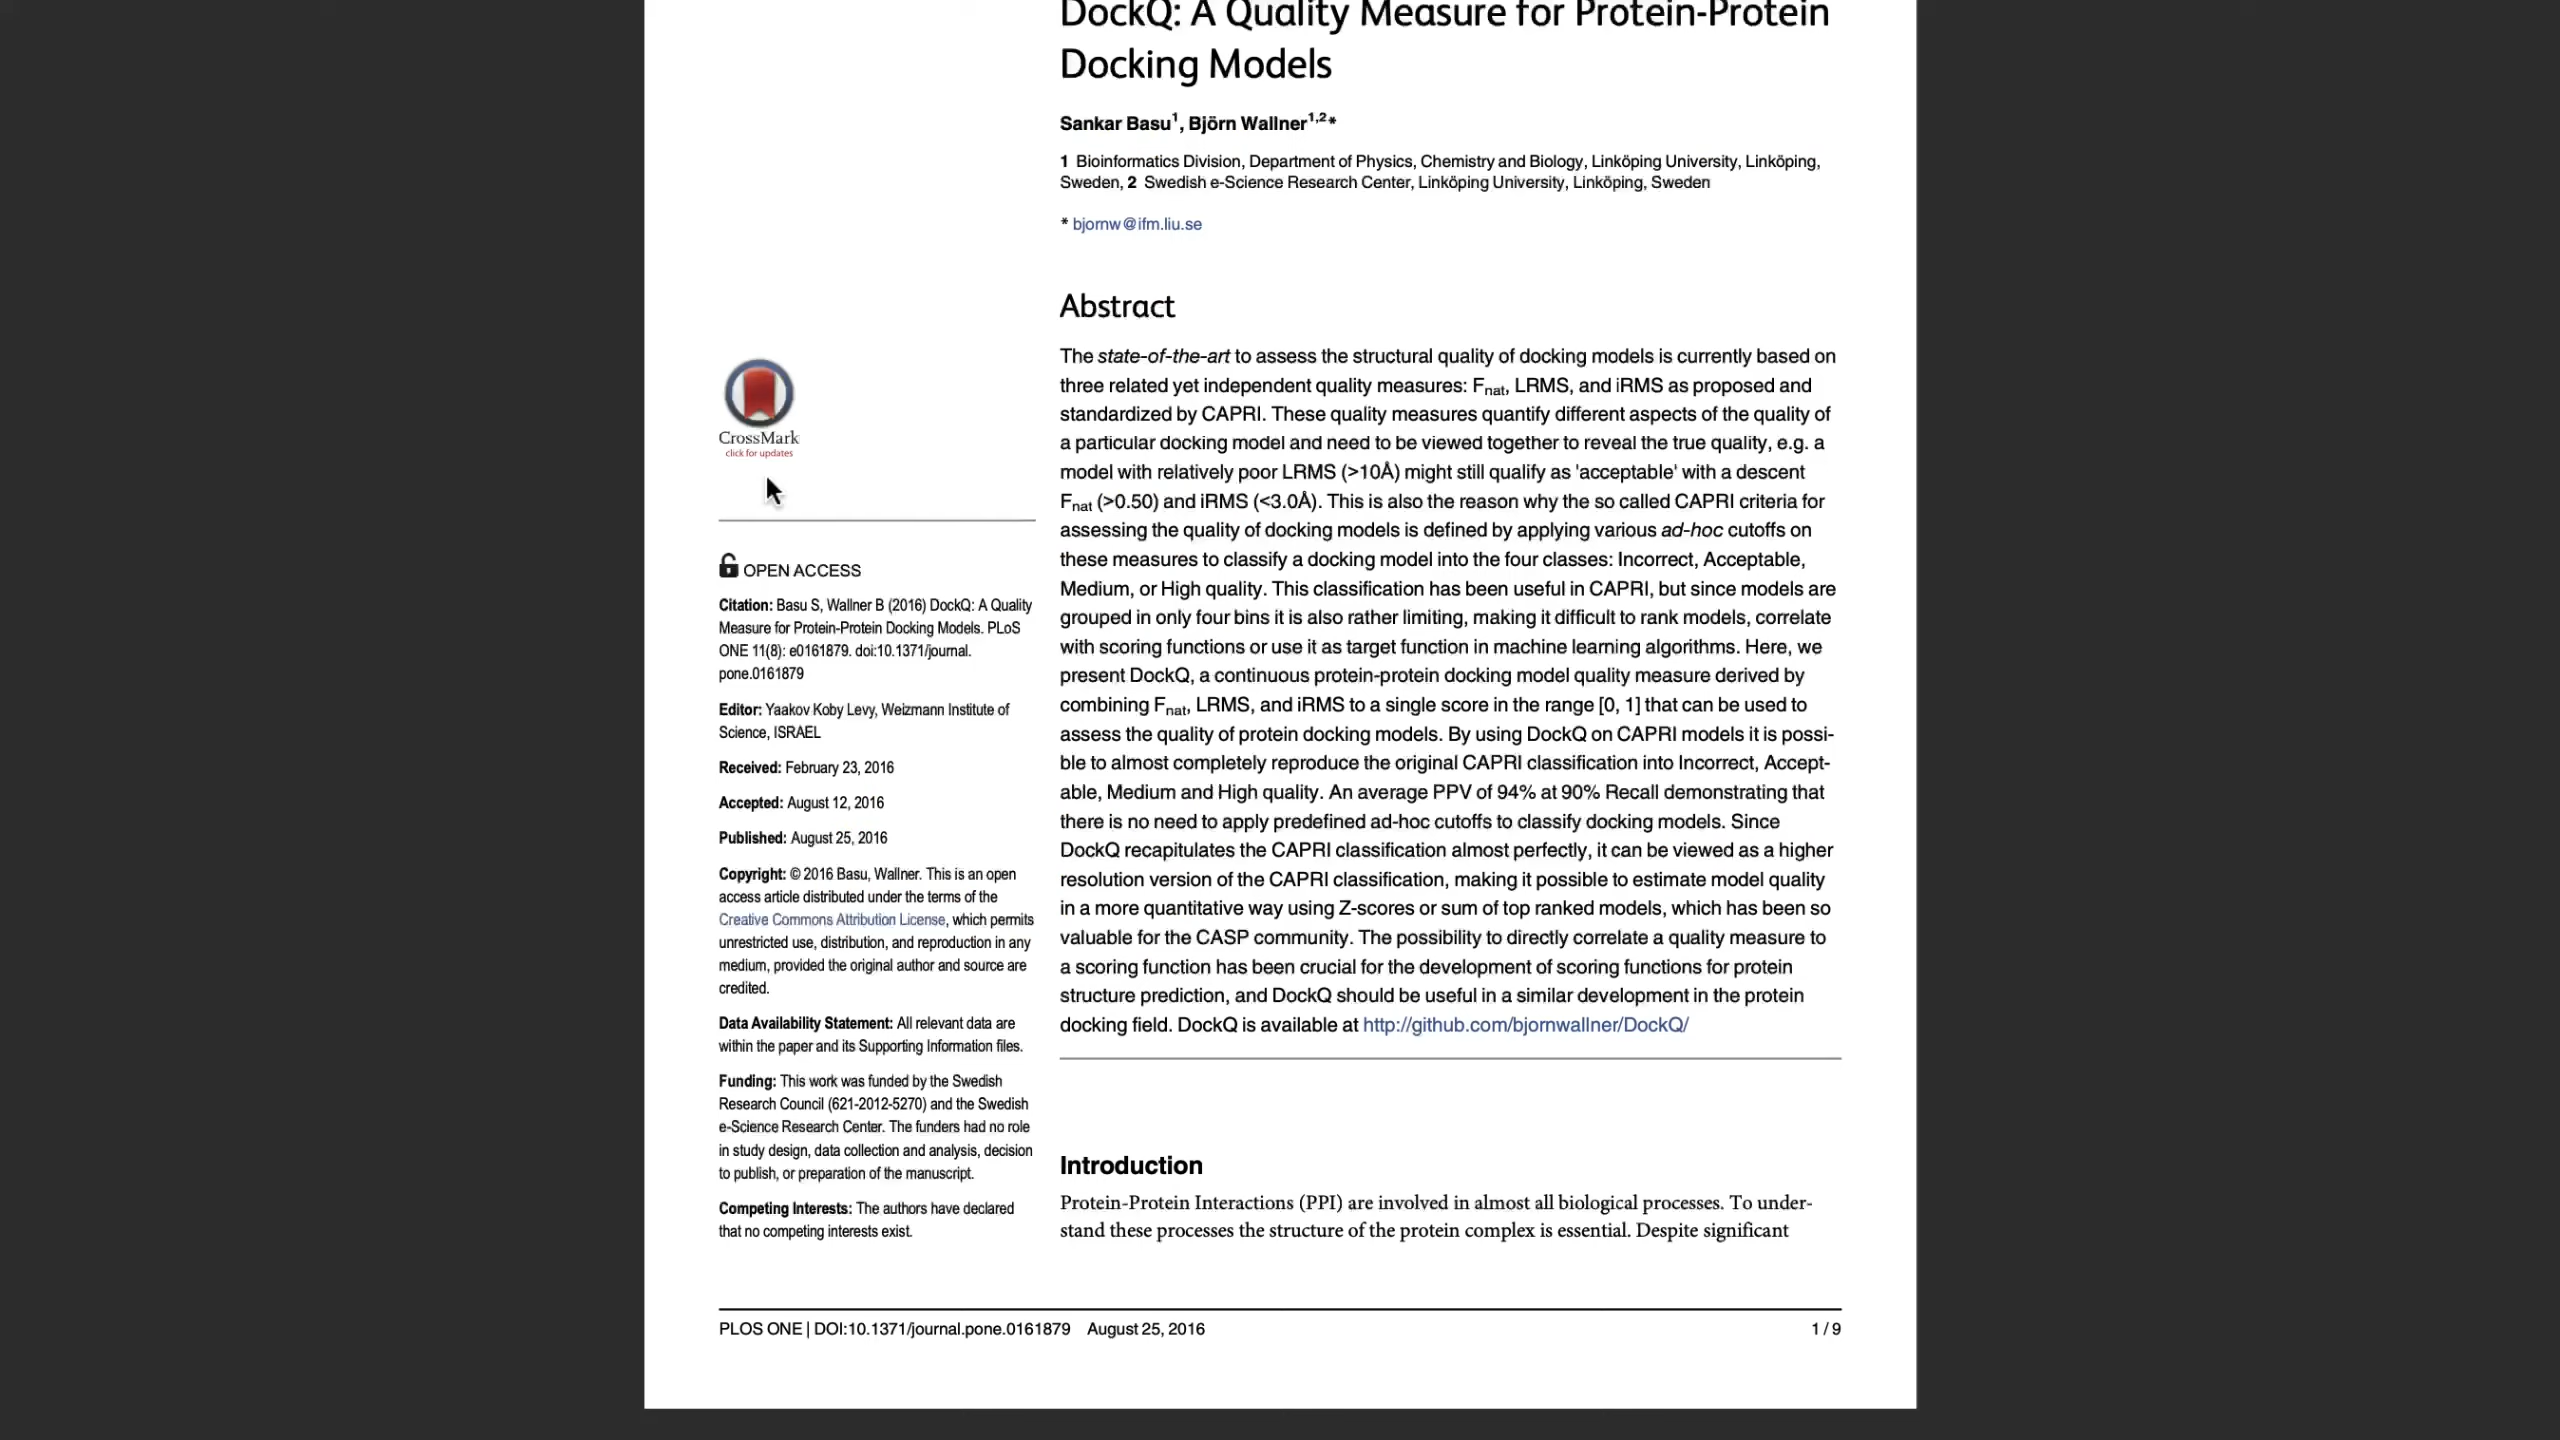 DockQ: A Quality Measure for Protein-Protein
Docking Models
Sankar Basu1, Björn Wallner1,2*
1 Bioinformatics Division, Department of Physics, Chemistry and Biology, Linköping University, Linköping,
Sweden, 2 Swedish e-Science Research Center, Linköping University, Linköping, Sweden
* bjornw@ifm.liu.se
Abstract
The state-of-the-art to assess the structural quality of docking models is currently based on
three related yet independent quality measures: Fnat, LRMS, and iRMS as proposed and
standardized by CAPRI. These quality measures quantify different aspects of the quality of
a particular docking model and need to be viewed together to reveal the true quality, e.g. a
model with relatively poor LRMS (>10Å) might still qualify as 'acceptable' with a descent
Fnat (>0.50) and iRMS (<3.0Å). This is also the reason why the so called CAPRI criteria for
assessing the quality of docking models is defined by applying various ad-hoc cutoffs on
these measures to classify a docking model into the four classes: Incorrect, Acceptable,
Medium, or High quality. This classification has been useful in CAPRI, but since models are
grouped in only four bins it is also rather limiting, making it difficult to rank models, correlate
with scoring functions or use it as target function in machine learning algorithms. Here, we
present DockQ, a continuous protein-protein docking model quality measure derived by
combining Fnat, LRMS, and iRMS to a single score in the range [0, 1] that can be used to
assess the quality of protein docking models. By using DockQ on CAPRI models it is possi-
ble to almost completely reproduce the original CAPRI classification into Incorrect, Accept-
able, Medium and High quality. An average PPV of 94% at 90% Recall demonstrating that
there is no need to apply predefined ad-hoc cutoffs to classify docking models. Since
DockQ recapitulates the CAPRI classification almost perfectly, it can be viewed as a higher
resolution version of the CAPRI classification, making it possible to estimate model quality
in a more quantitative way using Z-scores or sum of top ranked models, which has been so
valuable for the CASP community. The possibility to directly correlate a quality measure to
a scoring function has been crucial for the development of scoring functions for protein
structure prediction, and DockQ should be useful in a similar development in the protein
docking field. DockQ is available at http://github.com/bjornwallner/DockQ/
CrossMark
click for updates
OPEN ACCESS
Citation: Basu S, Wallner B (2016) DockQ: A Quality
Measure for Protein-Protein Docking Models. PLoS
ONE 11(8): e0161879. doi:10.1371/journal.
pone.0161879
Editor: Yaakov Koby Levy, Weizmann Institute of
Science, ISRAEL
Received: February 23, 2016
Accepted: August 12, 2016
Published: August 25, 2016
Copyright: © 2016 Basu, Wallner. This is an open
access article distributed under the terms of the
Creative Commons Attribution License, which permits
unrestricted use, distribution, and reproduction in any
medium, provided the original author and source are
credited.
Data Availability Statement: All relevant data are
within the paper and its Supporting Information files.
Funding: This work was funded by the Swedish
Research Council (621-2012-5270) and the Swedish
e-Science Research Center. The funders had no role
in study design, data collection and analysis, decision
to publish, or preparation of the manuscript.
Competing Interests: The authors have declared
that no competing interests exist.
Introduction
Protein-Protein Interactions (PPI) are involved in almost all biological processes. To under-
stand these processes the structure of the protein complex is essential. Despite significant
PLOS ONE | DOI:10.1371/journal.pone.0161879 August 25, 2016
1 / 9